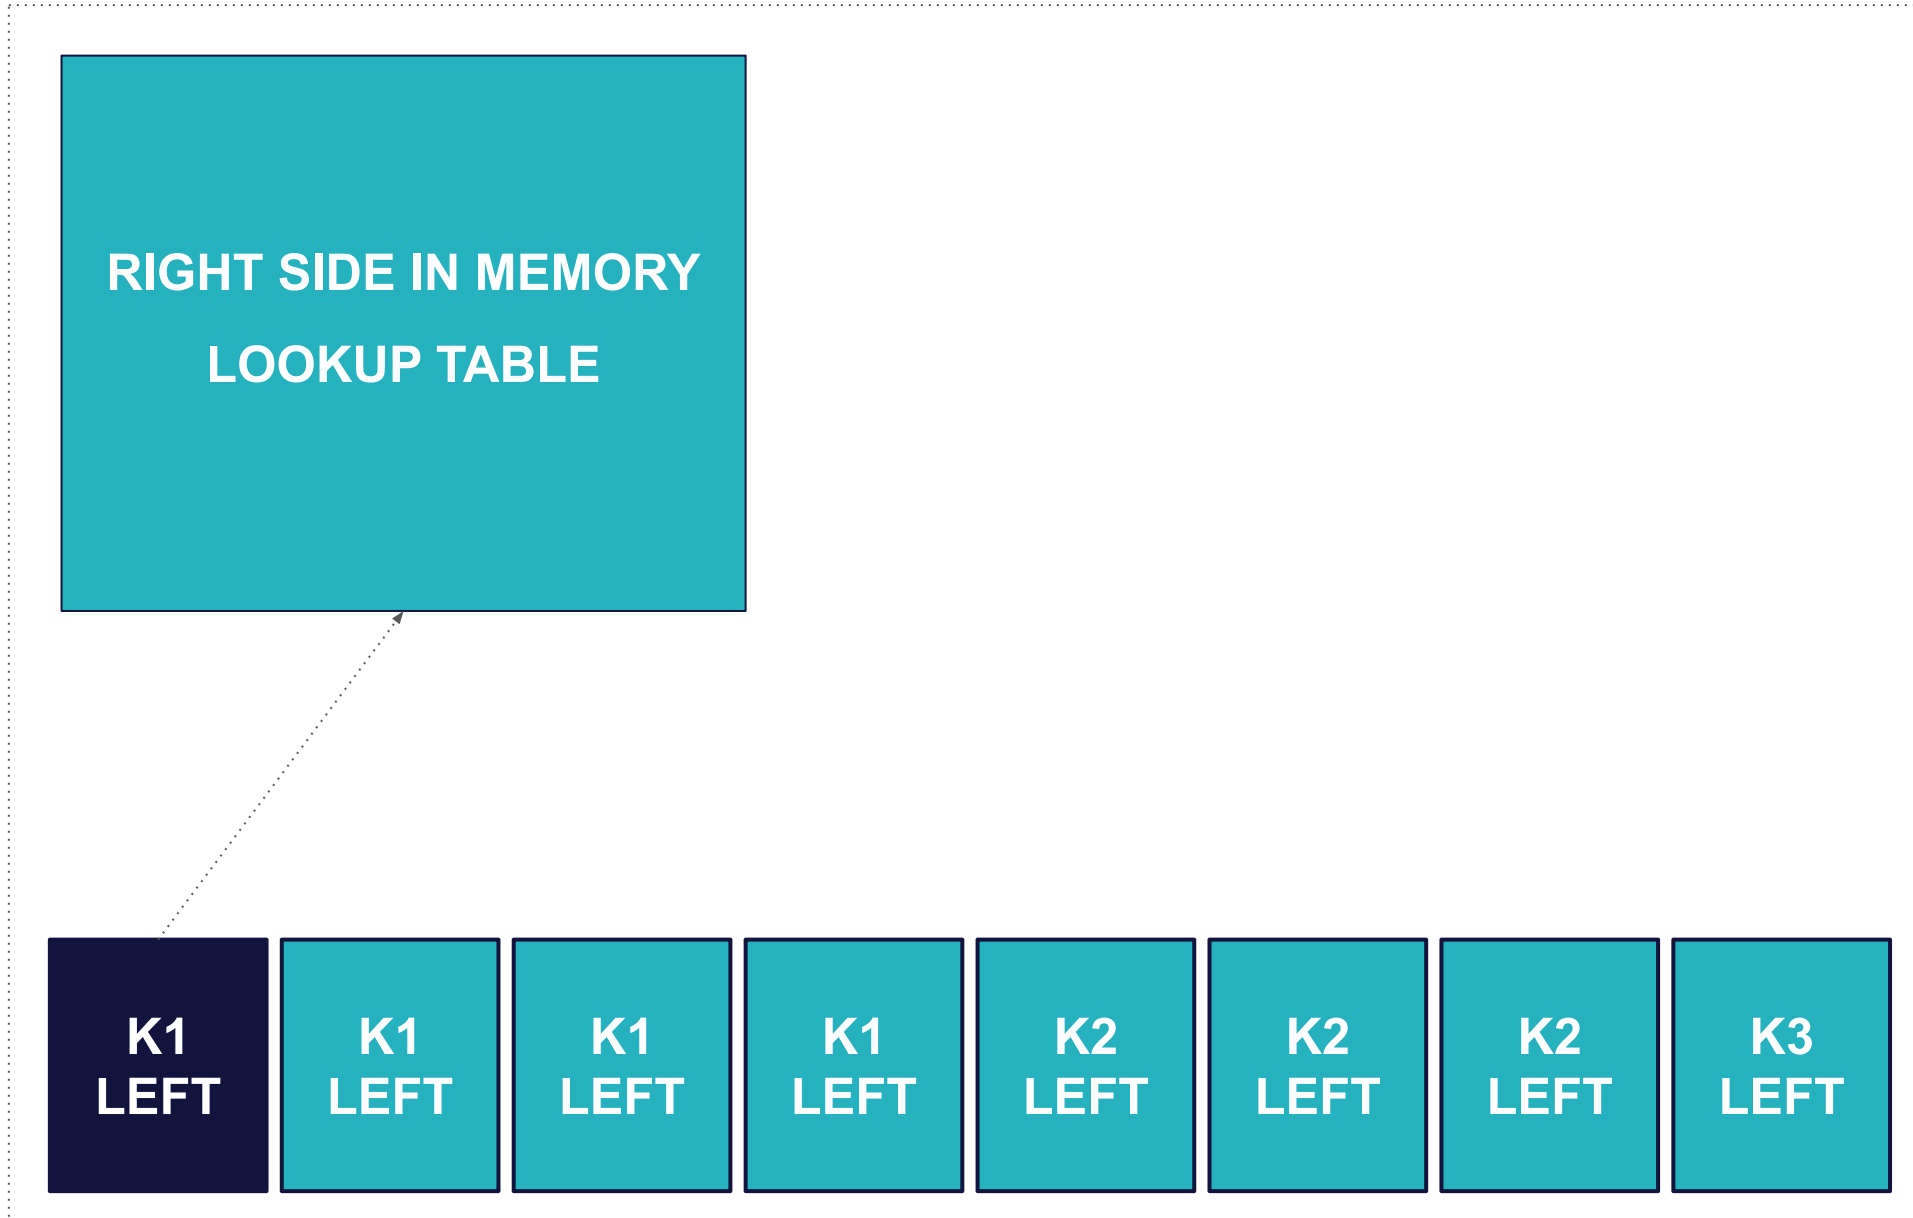 RIGHT SIDE IN MEMORY
LOOKUP TABLE
K1
LEFT
K1
LEFT
K1
LEFT
K1
LEFT
K2
LEFT
K2
LEFT
K2
LEFT
K3
LEFT